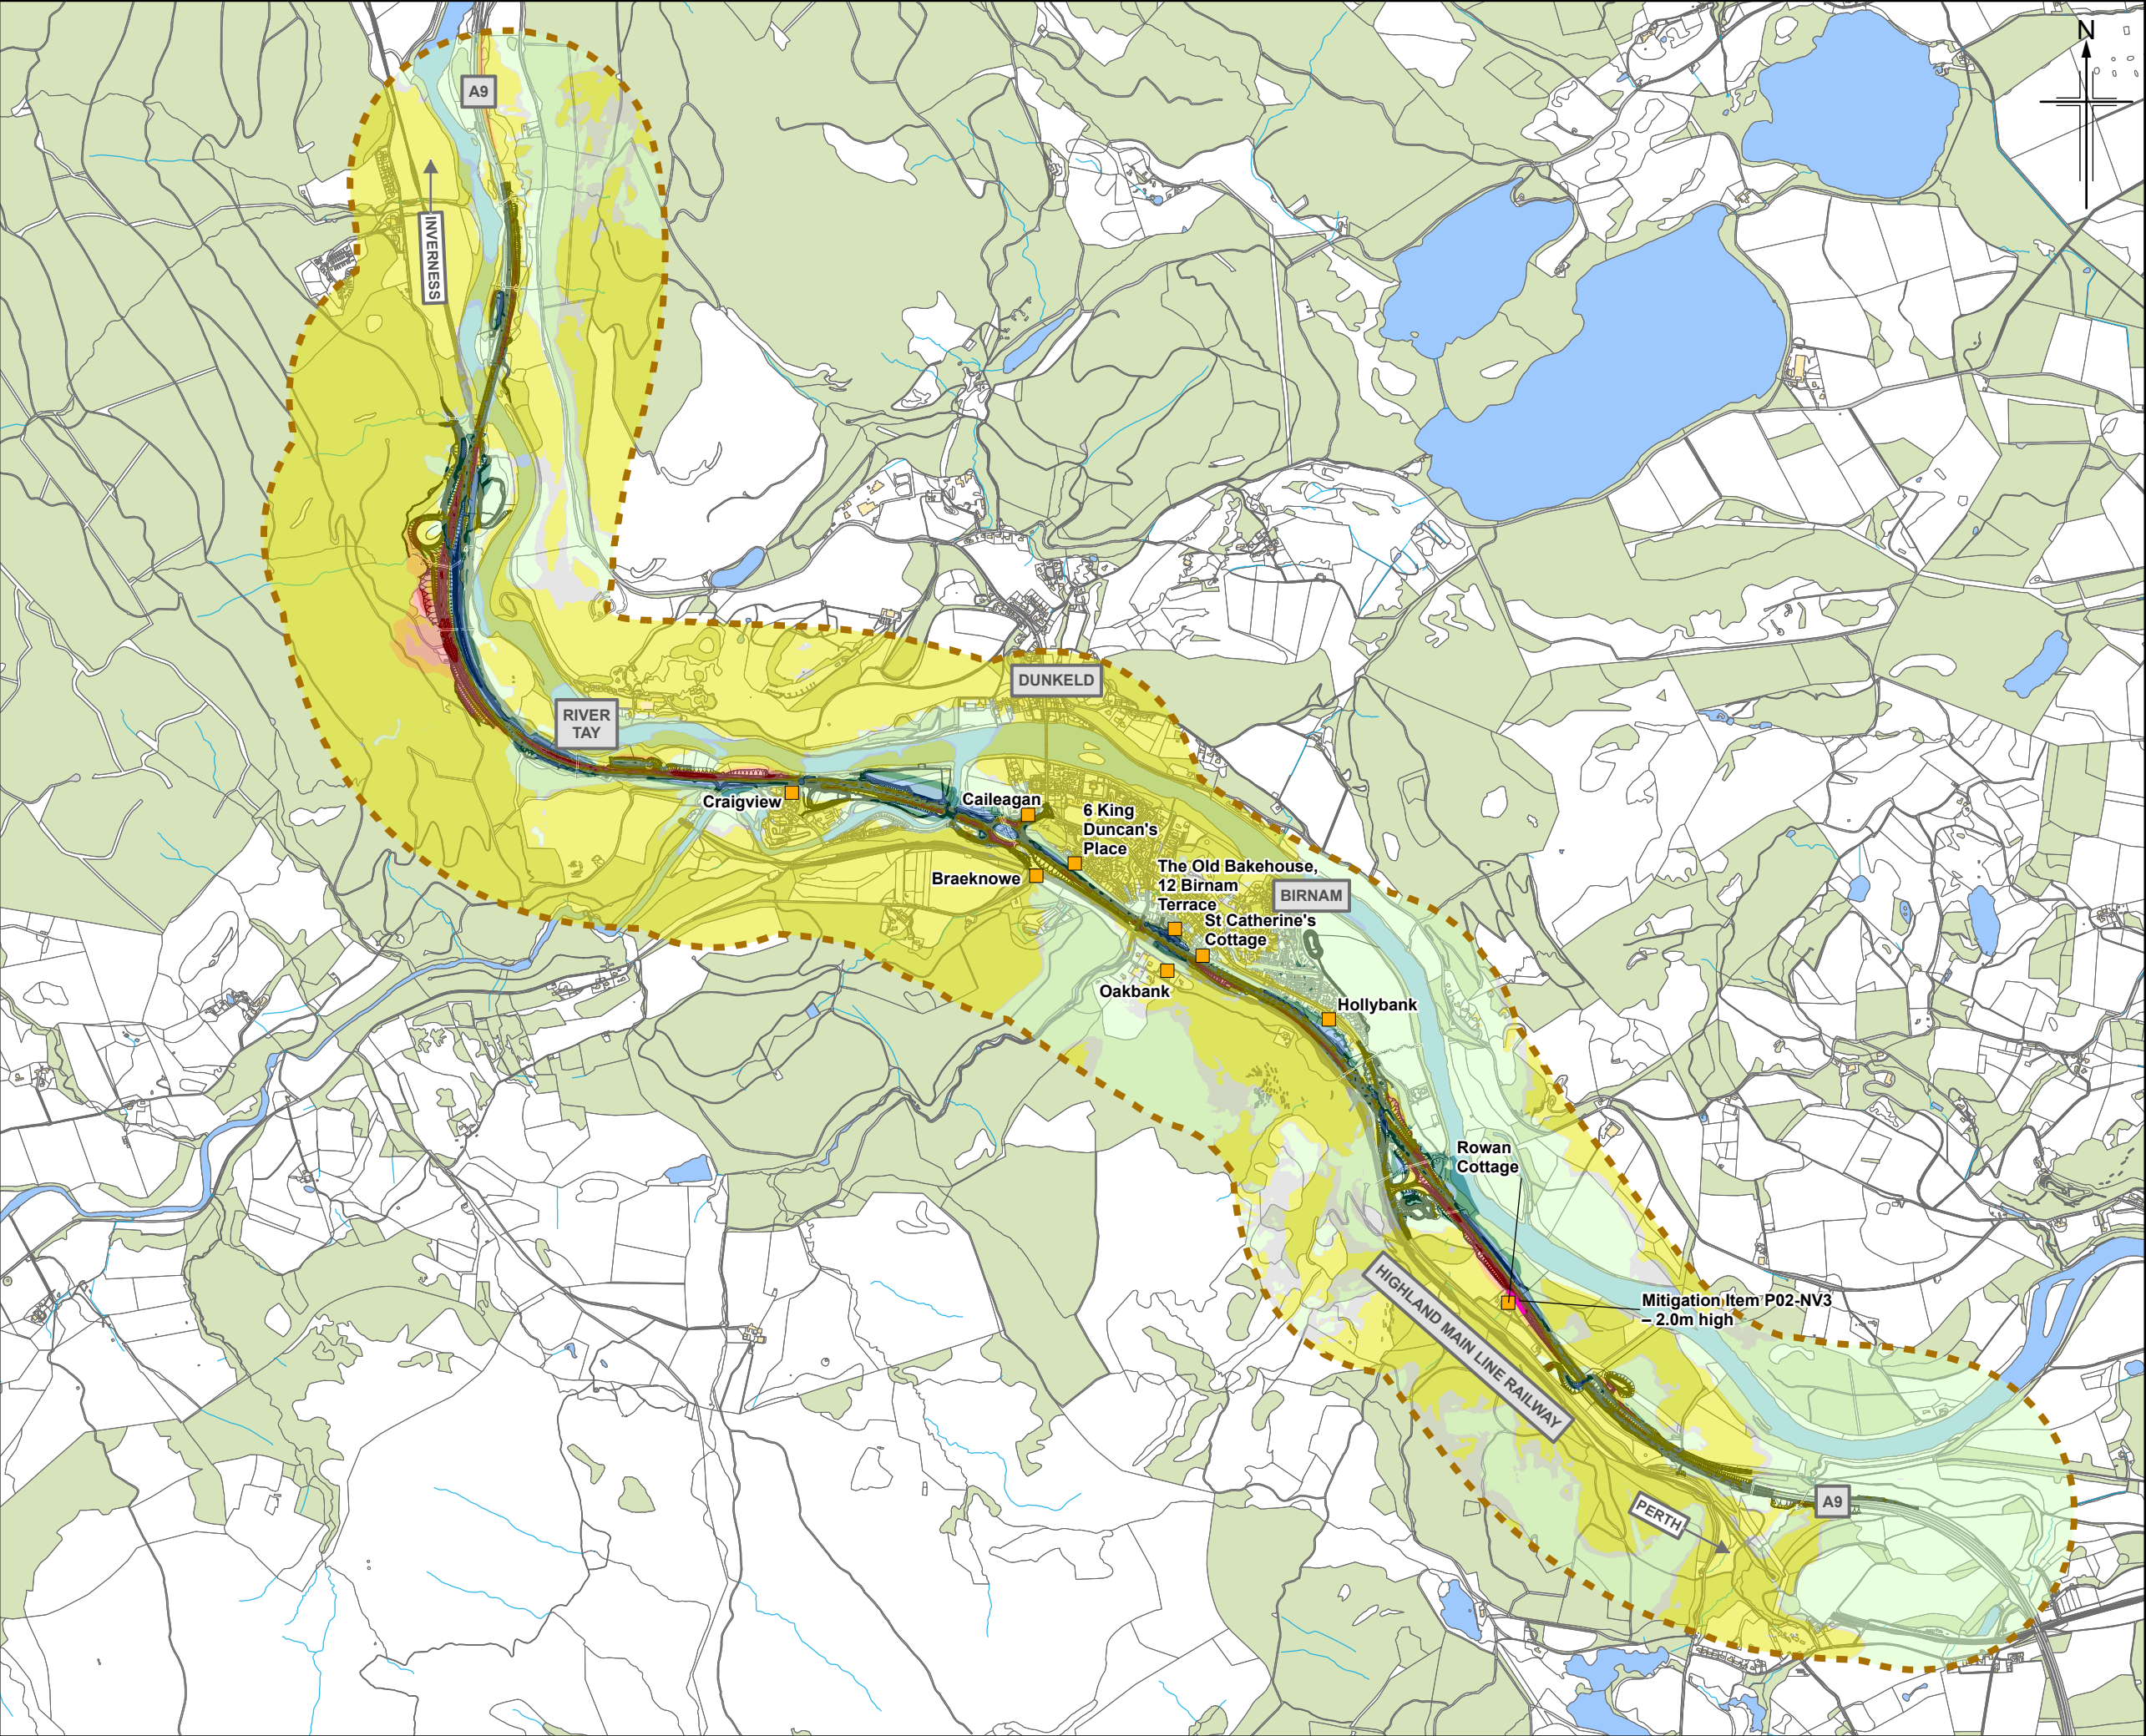 N
A9
INVERNESS
DUNKELD
RIVER
TAY
Craigview
Caileagan
6 King
Duncan's
Place
Braeknowe
The Old Bakehouse,
12 Birnam
Terrace
BIRNAM
St Catherine's
Cottage
Oakbank
Hollybank
Rowan
Cottage
HIGHLAND MAIN LINE RAILWAY
Mitigation Item P02-NV3
– 2.0m high
PERTH
A9